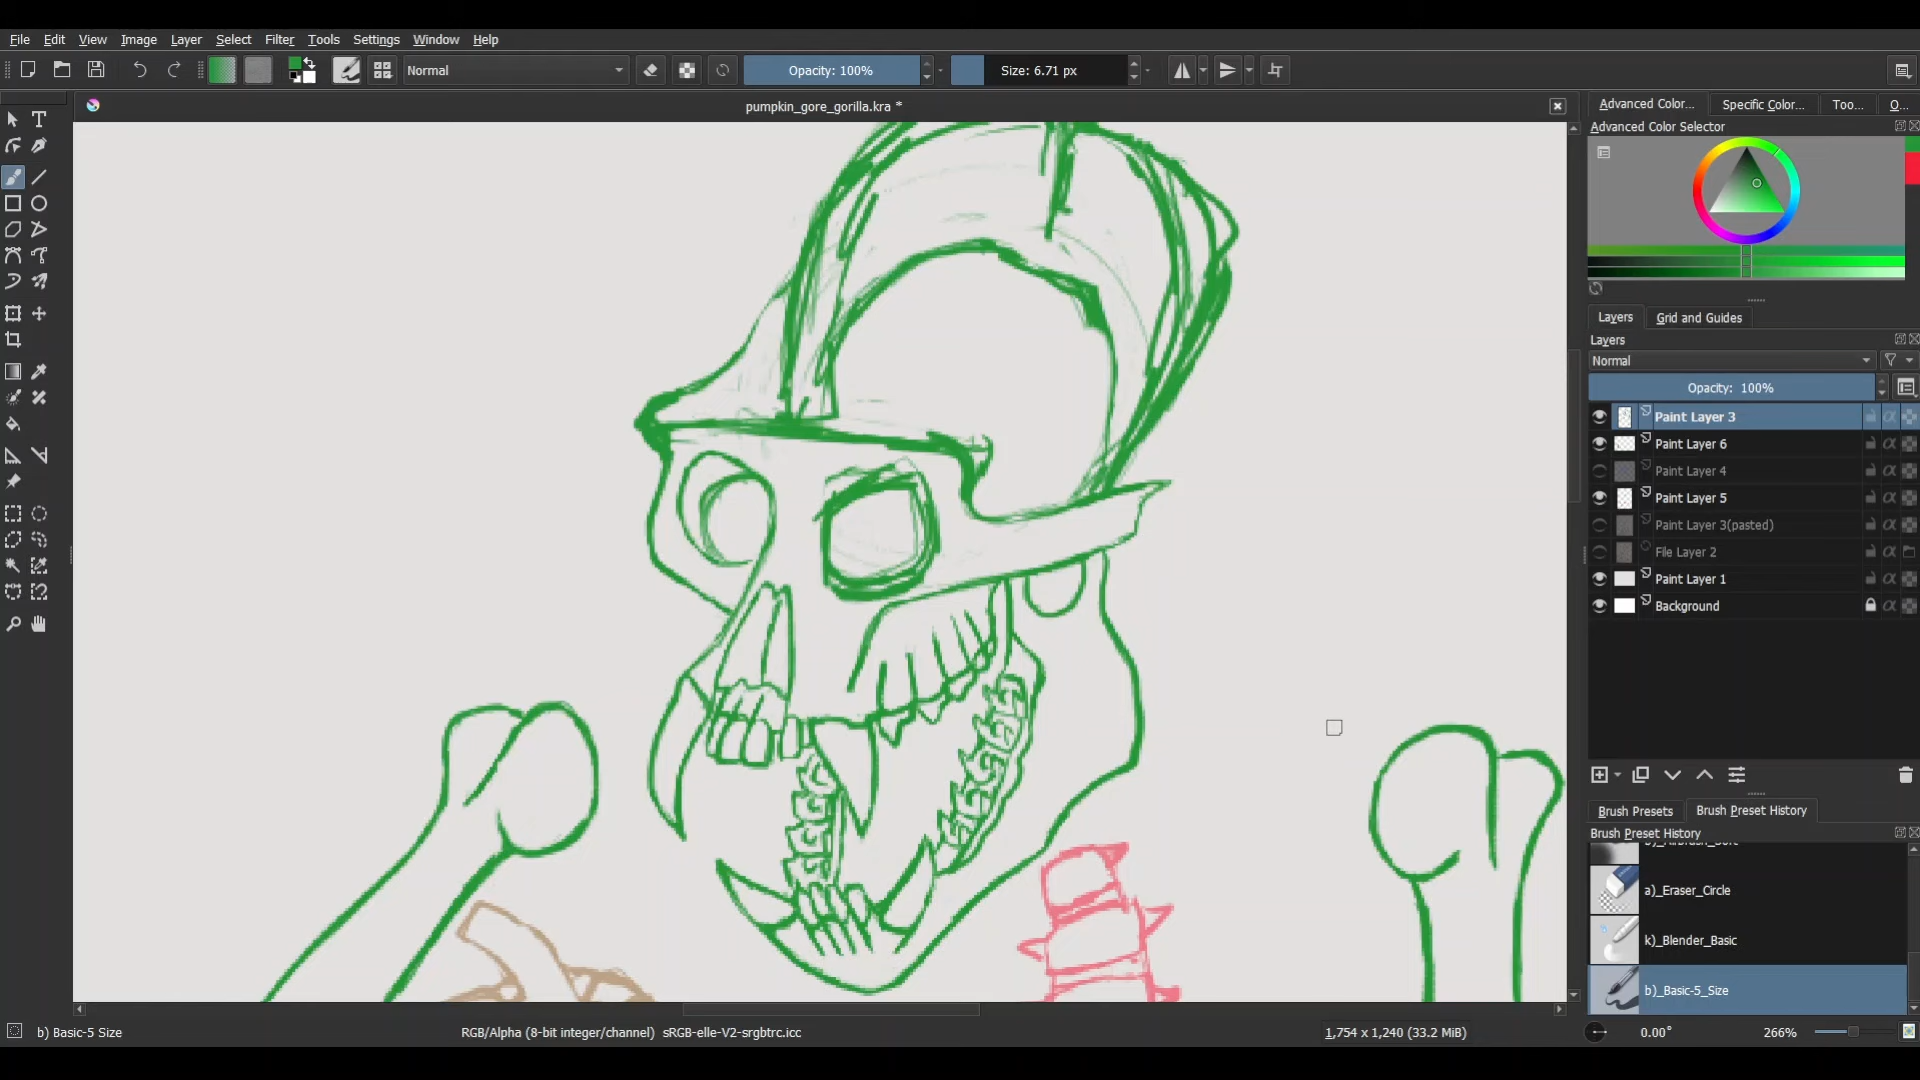 File Edit View Image Layer Select Filter Tools Settings Window Help
Normal Opacity: 100% Size: 6.71 px
pumpkin_gore_gorilla.kra *
Advanced Color... Specific Color... Too... O...
Advanced Color Selector
Layers Grid and Guides
Layers
Normal
Opacity: 100%
Paint Layer 3
Paint Layer 6
Paint Layer 4
Paint Layer 5
Paint Layer 3(pasted)
File Layer 2
Paint Layer 1
Background
Brush Presets Brush Preset History
Brush Preset History
a)_Eraser_Circle
k)_Blender_Basic
b)_Basic-5_Size
b) Basic-5 Size RGB/Alpha (8-bit integer/channel) sRGB-elle-V2-srgbtrc.icc 1,754 x 1,240 (33.2 MiB) 0.00° 266%